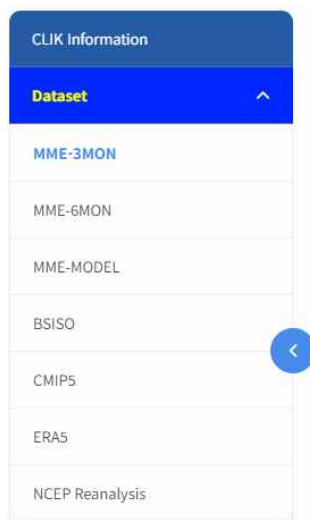 CLIK Information
Dataset
MME-3MON
MME-6MON
MME-MODEL
BSISO
CMIP5
ERA5
NCEP Reanalysis